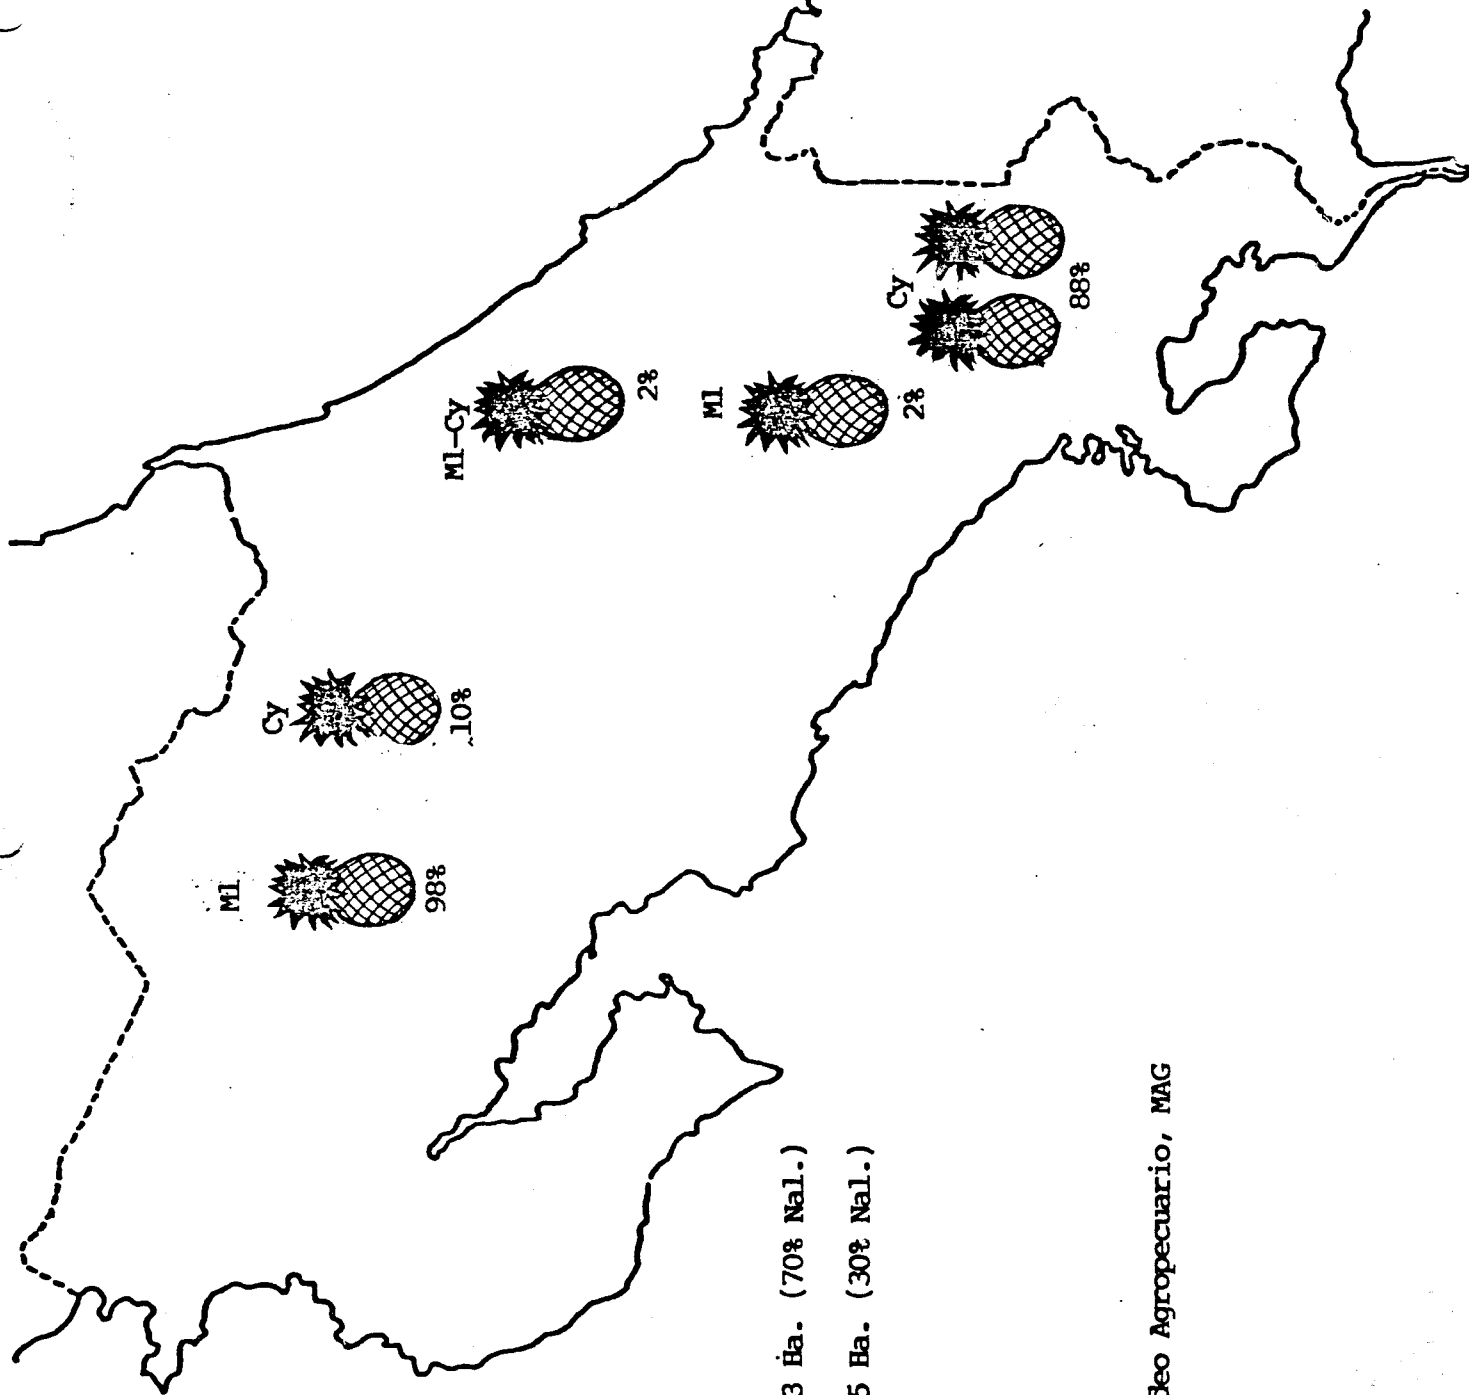 Ml
98%
Cy
10%
Ml-Cy
2%
Ml
2%
Cy
88%
3 Ha. (70% Nal.)
5 Ha. (30% Nal.)
deo Agropecuario, MAG